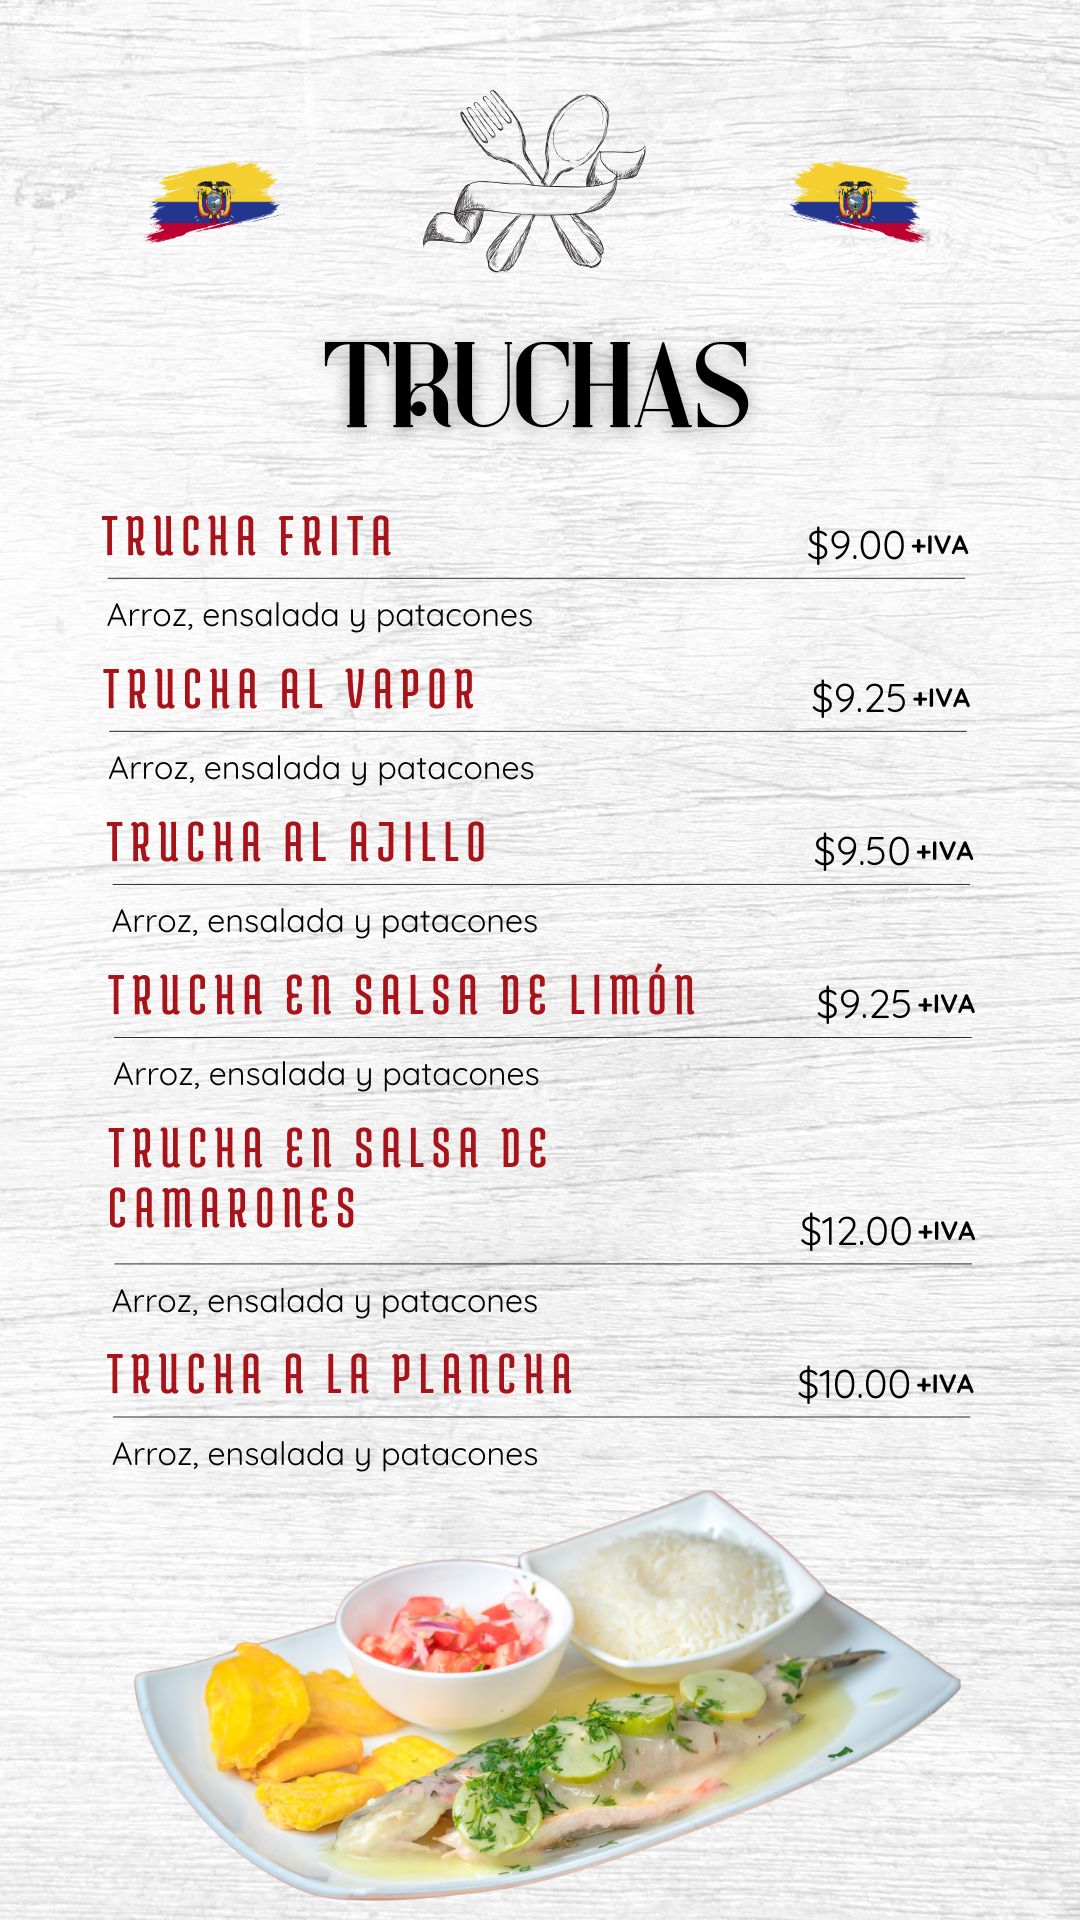 TRUCHAS
TRUCHA FRITA
$9.00 +IVA
Arroz, ensalada y patacones
TRUCHA AL VAPOR
$9.25 +IVA
Arroz, ensalada y patacones
TRUCHA AL AJILLO
$9.50 +IVA
Arroz, ensalada y patacones
TRUCHA EN SALSA DE LIMÓN
$9.25 +IVA
Arroz, ensalada y patacones
TRUCHA EN SALSA DE
CAMARONES
$12.00 +IVA
Arroz, ensalada y patacones
TRUCHA A LA PLANCHA
$10.00 +IVA
Arroz, ensalada y patacones